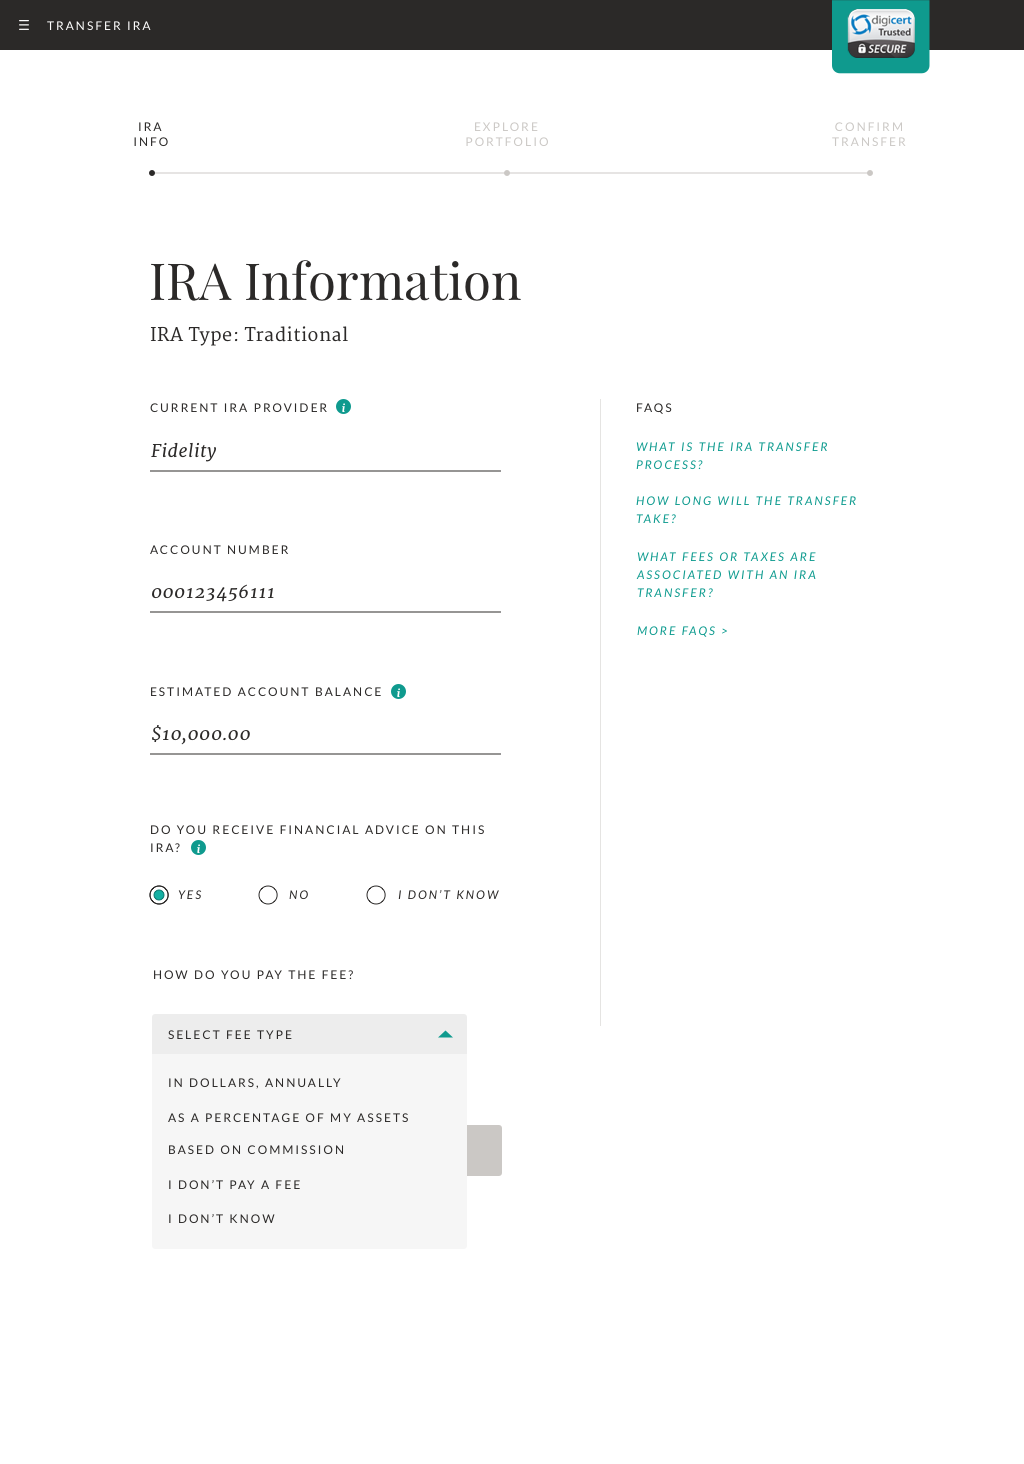 ☰ TRANSFER IRA
digicert
Trusted
SECURE
IRA
INFO
EXPLORE
PORTFOLIO
CONFIRM
TRANSFER
IRA Information
IRA Type: Traditional
CURRENT IRA PROVIDER i
Fidelity
ACCOUNT NUMBER
000123456111
ESTIMATED ACCOUNT BALANCE i
$10,000.00
DO YOU RECEIVE FINANCIAL ADVICE ON THIS
IRA? i
YES NO I DON'T KNOW
HOW DO YOU PAY THE FEE?
SELECT FEE TYPE
IN DOLLARS, ANNUALLY
AS A PERCENTAGE OF MY ASSETS
BASED ON COMMISSION
I DON'T PAY A FEE
I DON'T KNOW
FAQS
WHAT IS THE IRA TRANSFER
PROCESS?
HOW LONG WILL THE TRANSFER
TAKE?
WHAT FEES OR TAXES ARE
ASSOCIATED WITH AN IRA
TRANSFER?
MORE FAQS >